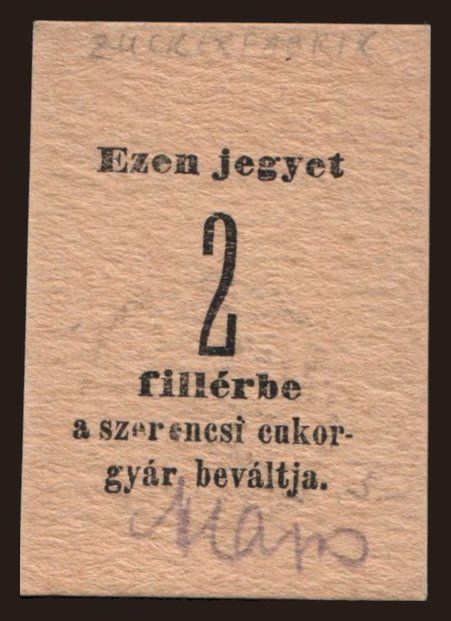 ZUCKERFABRIK
Ezen jegyet
2
fillérbe
a szerencsi cukor-
gyár beváltja.